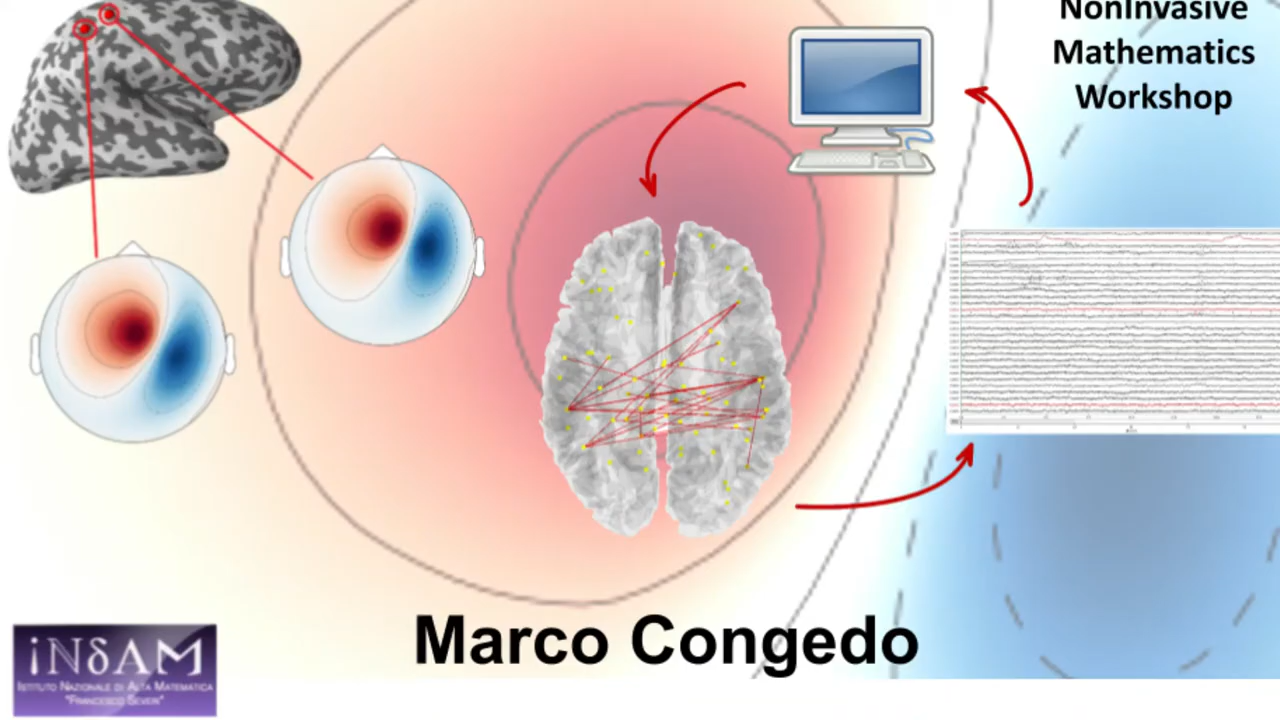 NonInvasive
Mathematics
Workshop
Marco Congedo
iNδAM
ISTITUTO NAZIONALE DI ALTA MATEMATICA
"FRANCESCO SEVERI"